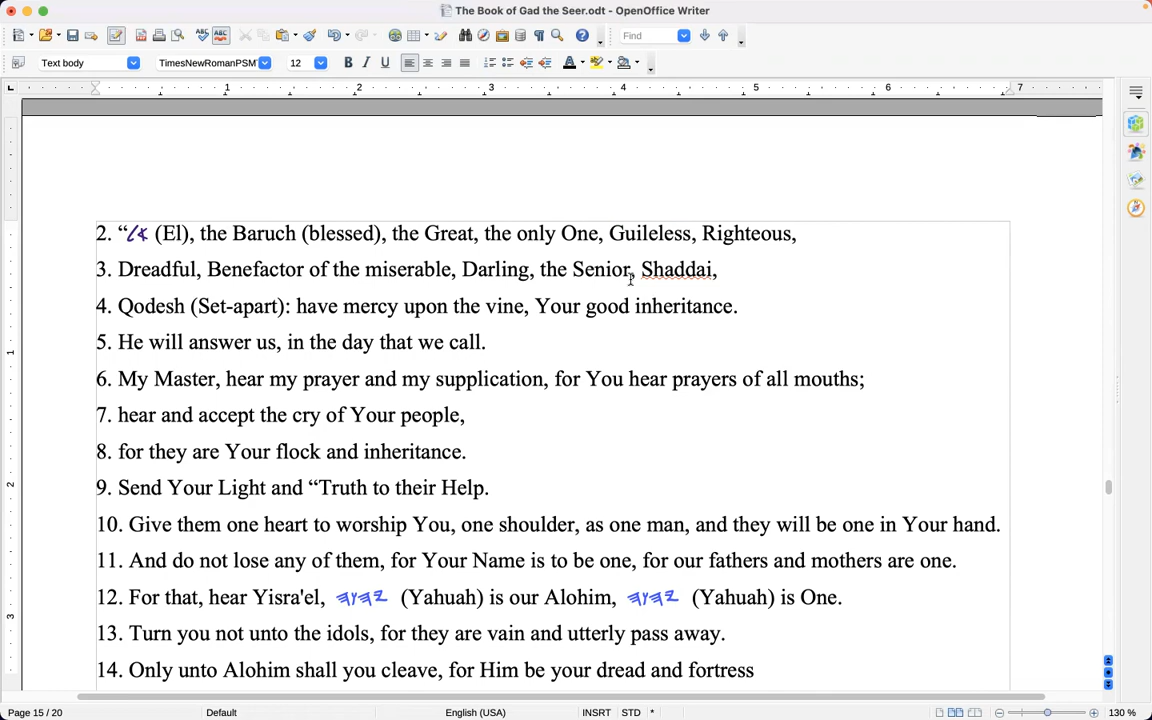 The Book of Gad the Seer.odt - OpenOffice Writer
Find
Text body TimesNewRomanPSM 12 B I U
1 2 3 4 5 6 7
2. “𐤀𐤋 (El), the Baruch (blessed), the Great, the only One, Guileless, Righteous,
3. Dreadful, Benefactor of the miserable, Darling, the Senior, Shaddai,
4. Qodesh (Set-apart): have mercy upon the vine, Your good inheritance.
5. He will answer us, in the day that we call.
6. My Master, hear my prayer and my supplication, for You hear prayers of all mouths;
7. hear and accept the cry of Your people,
8. for they are Your flock and inheritance.
9. Send Your Light and “Truth to their Help.
10. Give them one heart to worship You, one shoulder, as one man, and they will be one in Your hand.
11. And do not lose any of them, for Your Name is to be one, for our fathers and mothers are one.
12. For that, hear Yisra'el, 𐤉𐤄𐤅𐤄 (Yahuah) is our Alohim, 𐤉𐤄𐤅𐤄 (Yahuah) is One.
13. Turn you not unto the idols, for they are vain and utterly pass away.
14. Only unto Alohim shall you cleave, for Him be your dread and fortress
Page 15 / 20 Default English (USA) INSRT STD * 130 %